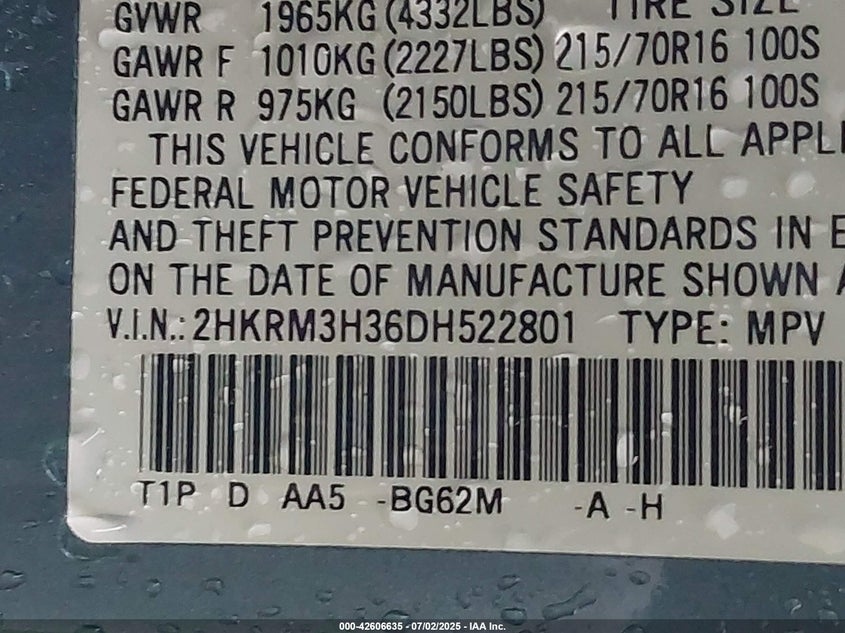 GVWR 1965KG (4332LBS) TIRE SIZE
GAWR F 1010KG (2227LBS) 215/70R16 100S
GAWR R 975KG (2150LBS) 215/70R16 100S
THIS VEHICLE CONFORMS TO ALL
FEDERAL MOTOR VEHICLE SAFETY
AND THEFT PREVENTION STANDARDS IN
ON THE DATE OF MANUFACTURE SHOWN
V.I.N.: 2HKRM3H36DH522801 TYPE: MPV
T1P D AA5 -BG62M -A -H
000-42606635 - 07/02/2025 - IAA Inc.